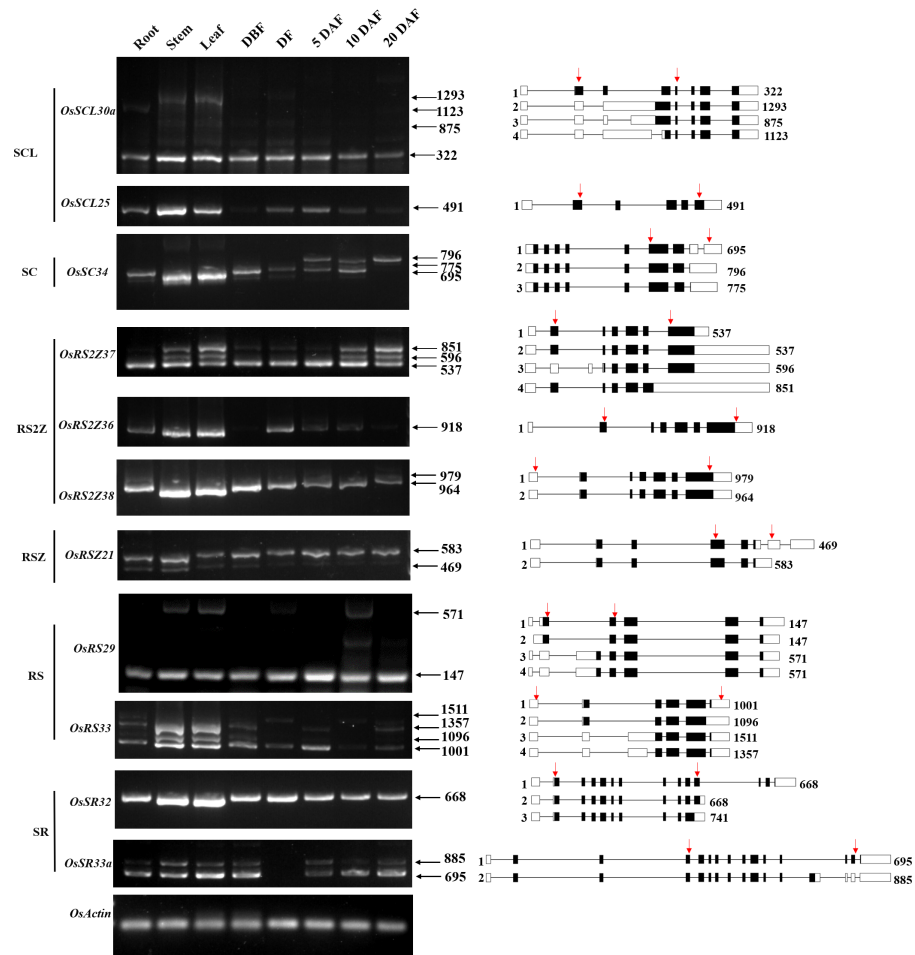 Root Stem Leaf DBF DF 5 DAF 10 DAF 20 DAF
SCL
OsSCL30a
1293
1123
875
322
1 322
2 1293
3 875
4 1123
OsSCL25
491
1 491
SC
OsSC34
796
775
695
1 695
2 796
3 775
RS2Z
OsRS2Z37
851
596
537
1 537
2 537
3 596
4 851
OsRS2Z36
918
1 918
OsRS2Z38
979
964
1 979
2 964
RSZ
OsRSZ21
583
469
1 469
2 583
RS
OsRS29
571
147
1 147
2 147
3 571
4 571
OsRS33
1511
1357
1096
1001
1 1001
2 1096
3 1511
4 1357
SR
OsSR32
668
1 668
2 668
3 741
OsSR33a
885
695
1 695
2 885
OsActin